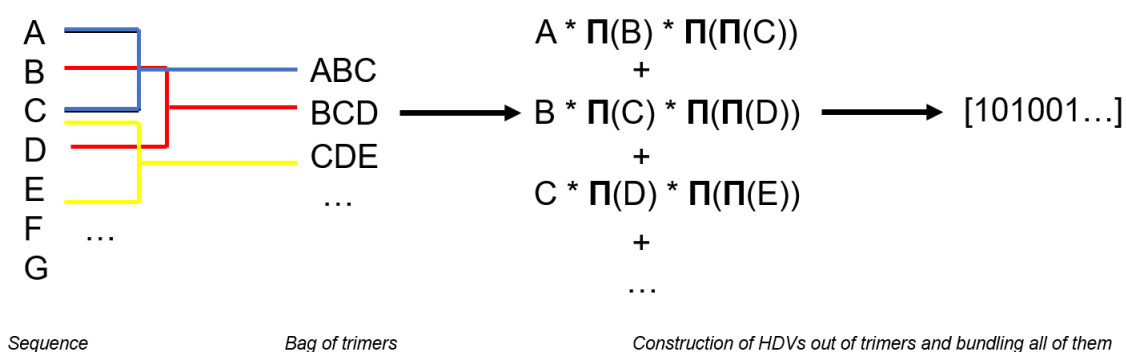 A
B
C
D
E
F
G
…
ABC
BCD
CDE
…
A * Π(B) * Π(Π(C))
+
B * Π(C) * Π(Π(D))
+
C * Π(D) * Π(Π(E))
+
…
[101001…]
Sequence
Bag of trimers
Construction of HDVs out of trimers and bundling all of them